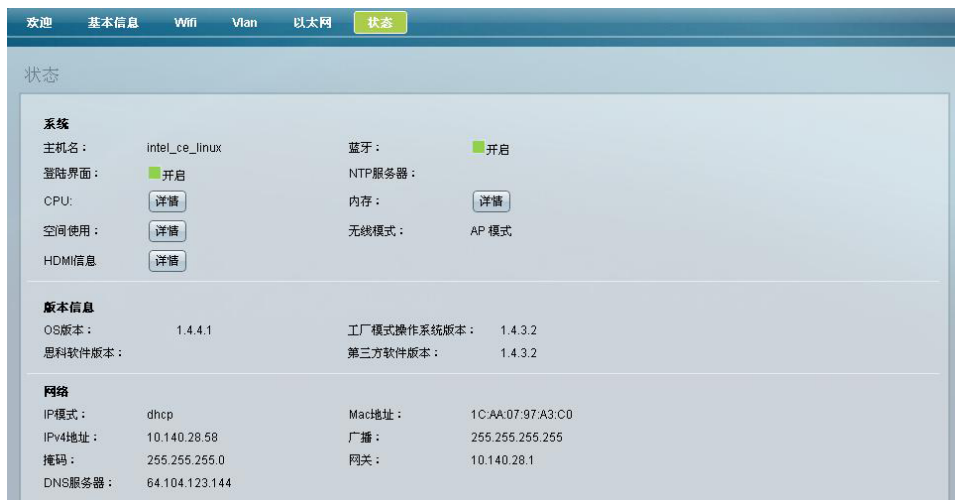 欢迎 基本信息 Wifi Vlan 以太网 状态
状态
系统
主机名： intel_ce_linux 蓝牙： 开启
登陆界面： 开启 NTP服务器：
CPU: 详情 内存： 详情
空间使用： 详情 无线模式： AP 模式
HDMI信息 详情
版本信息
OS版本： 1.4.4.1 工厂模式操作系统版本： 1.4.3.2
思科软件版本： 第三方软件版本： 1.4.3.2
网络
IP模式： dhcp Mac地址： 1C:AA:07:97:A3:C0
IPv4地址： 10.140.28.58 广播： 255.255.255.255
掩码： 255.255.255.0 网关： 10.140.28.1
DNS服务器： 64.104.123.144